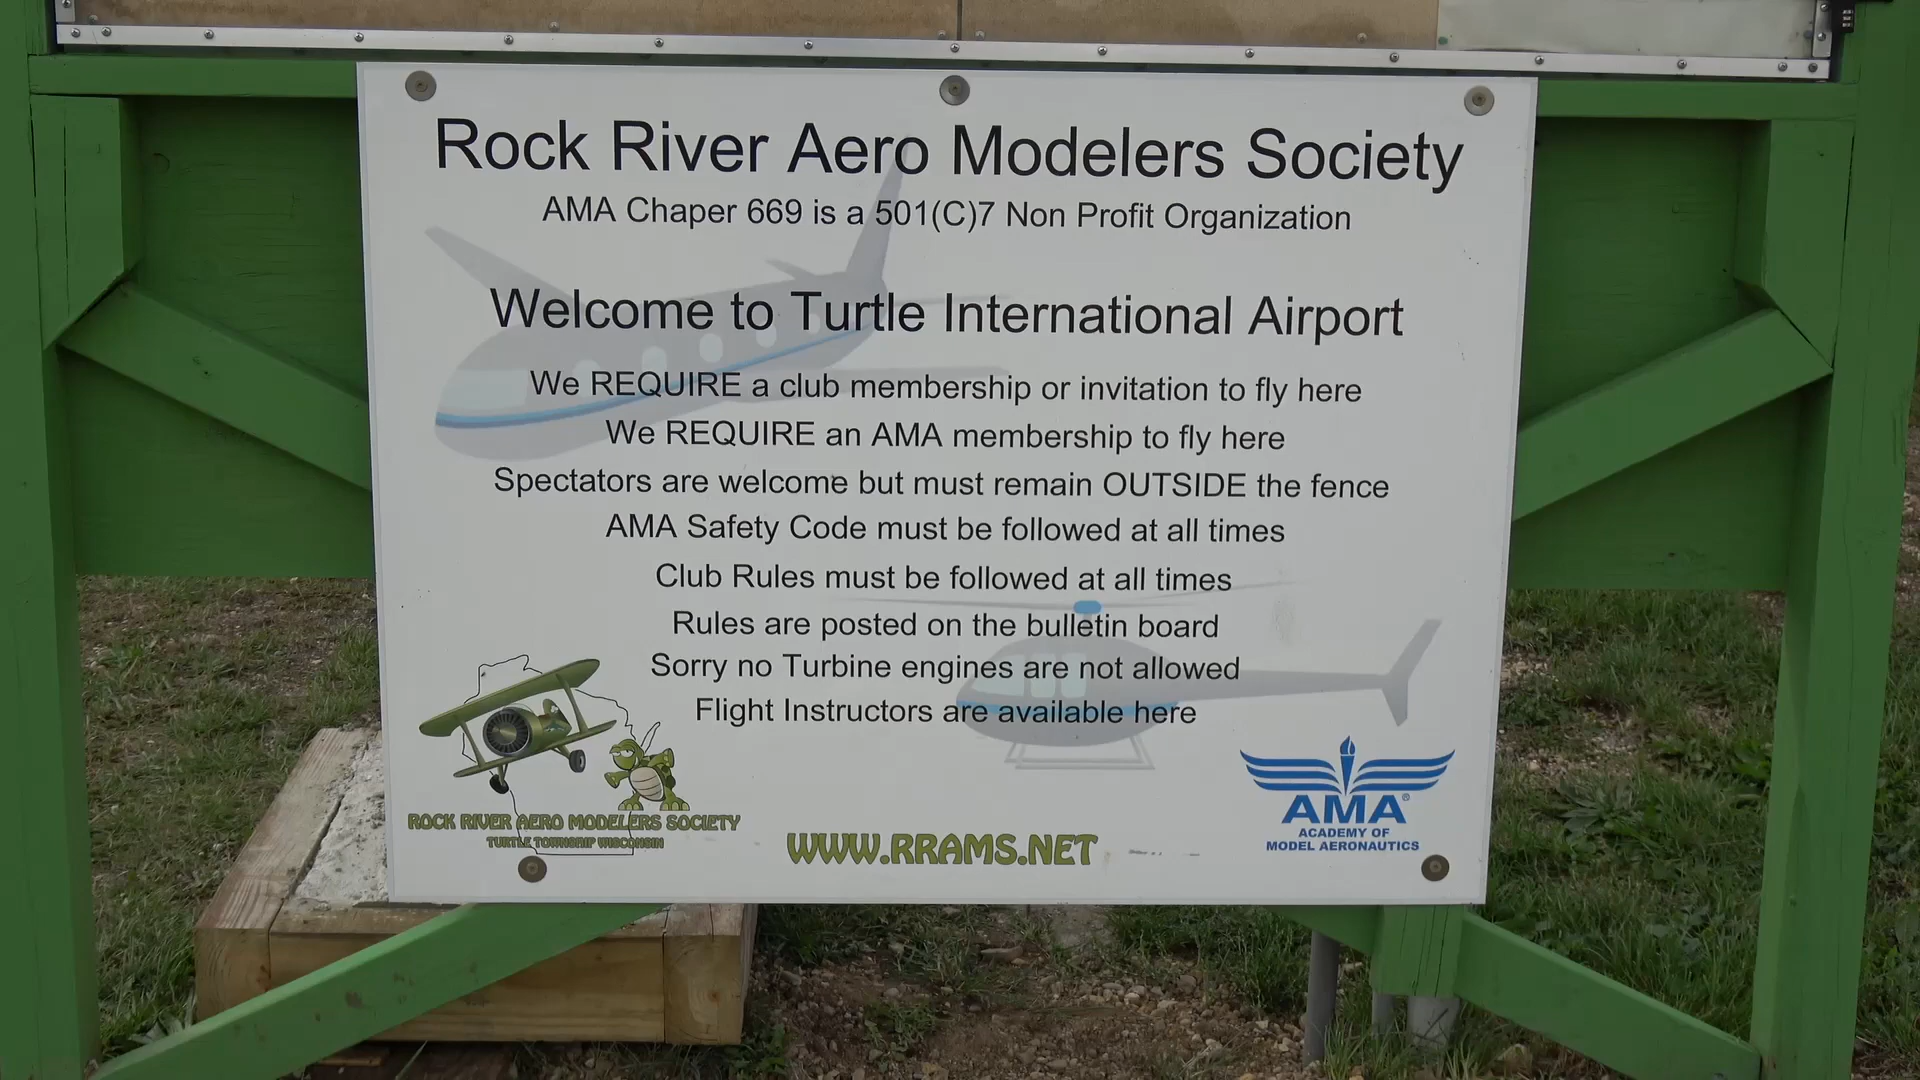 Rock River Aero Modelers Society
AMA Chaper 669 is a 501(C)7 Non Profit Organization
Welcome to Turtle International Airport
We REQUIRE a club membership or invitation to fly here
We REQUIRE an AMA membership to fly here
Spectators are welcome but must remain OUTSIDE the fence
AMA Safety Code must be followed at all times
Club Rules must be followed at all times
Rules are posted on the bulletin board
Sorry no Turbine engines are not allowed
Flight Instructors are available here
ROCK RIVER AERO MODELERS SOCIETY
TURTLE TOWNSHIP WISCONSIN
WWW.RRAMS.NET
AMA®
ACADEMY OF
MODEL AERONAUTICS